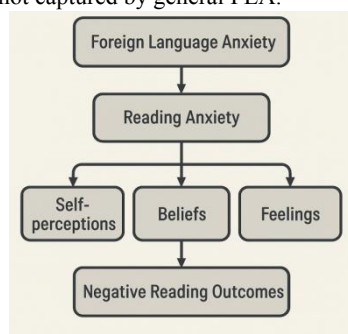 not captured by general FLA.
Foreign Language Anxiety
Reading Anxiety
Self-
perceptions
Beliefs
Feelings
Negative Reading Outcomes